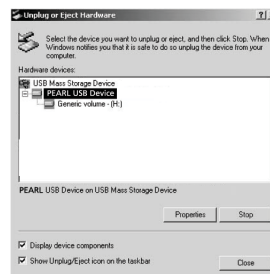 Unplug or Eject Hardware
?
Select the device you want to unplug or eject, and then click Stop. When
Windows notifies you that it is safe to do so unplug the device from your
computer.
Hardware devices:
USB Mass Storage Device
PEARL USB Device
Generic volume - (H:)
PEARL USB Device on USB Mass Storage Device
Properties
Stop
Display device components
Show Unplug/Eject icon on the taskbar
Close